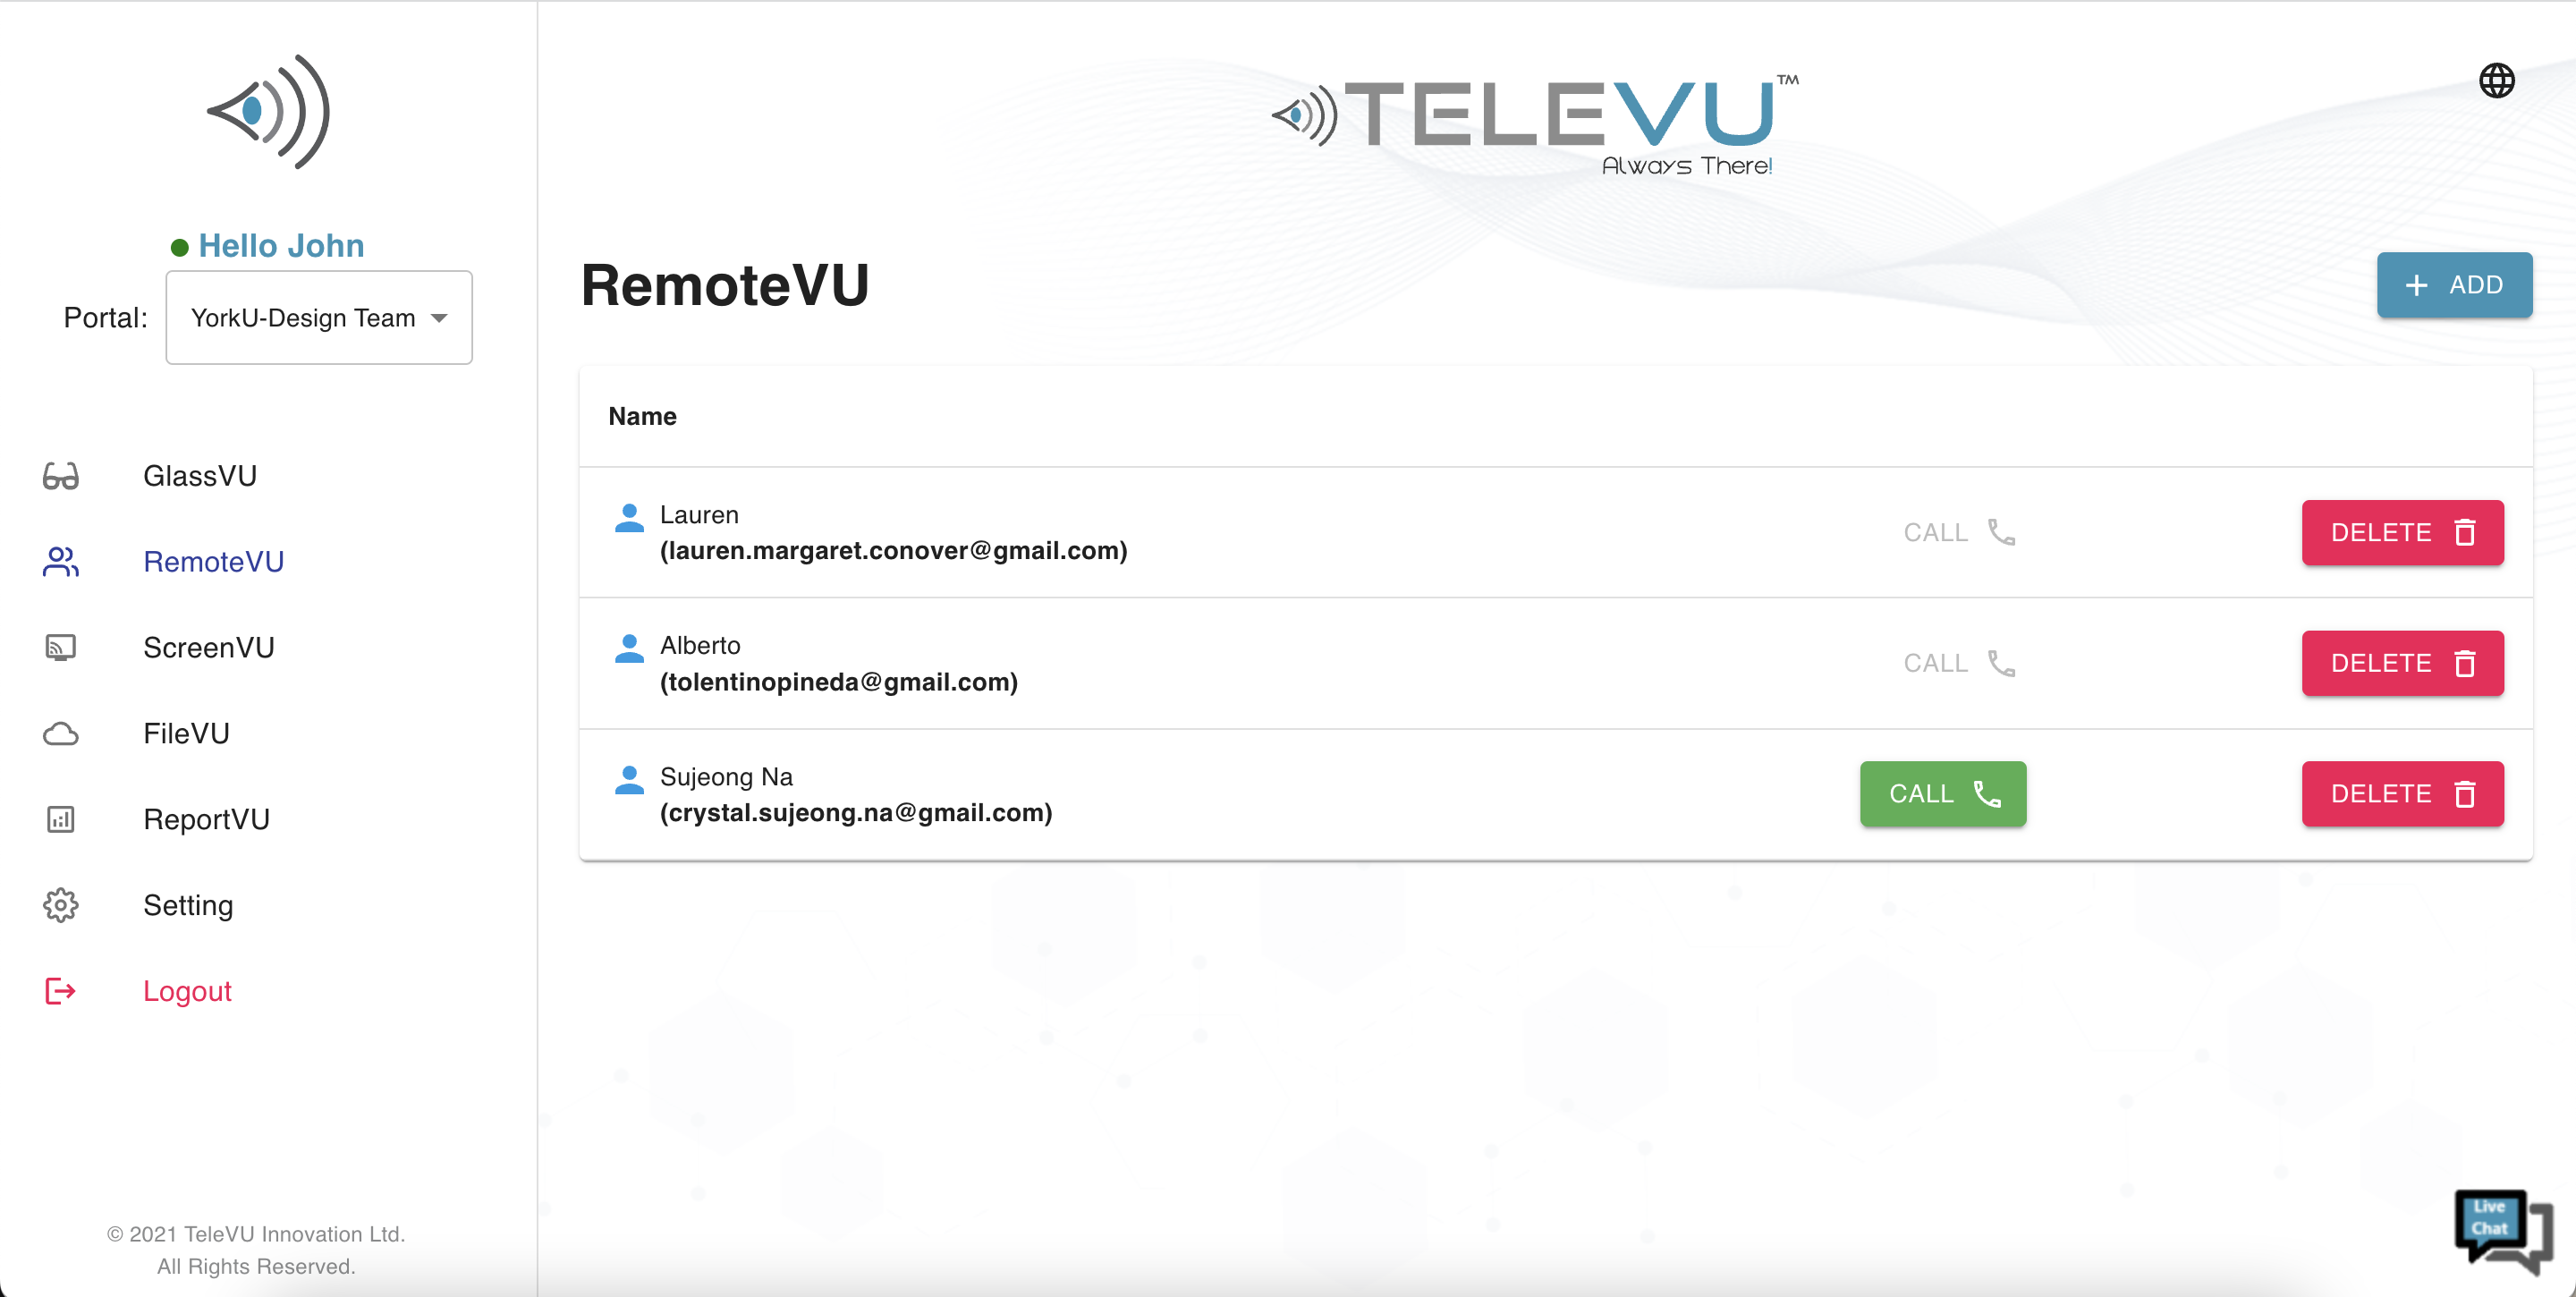 Hello John
Portal: YorkU-Design Team
GlassVU
RemoteVU
ScreenVU
FileVU
ReportVU
Setting
Logout
© 2021 TeleVU Innovation Ltd.
All Rights Reserved.
TELEVU™
Always There!
RemoteVU
+ ADD
Name
Lauren
(lauren.margaret.conover@gmail.com)
CALL
DELETE
Alberto
(tolentinopineda@gmail.com)
CALL
DELETE
Sujeong Na
(crystal.sujeong.na@gmail.com)
CALL
DELETE
Live
Chat